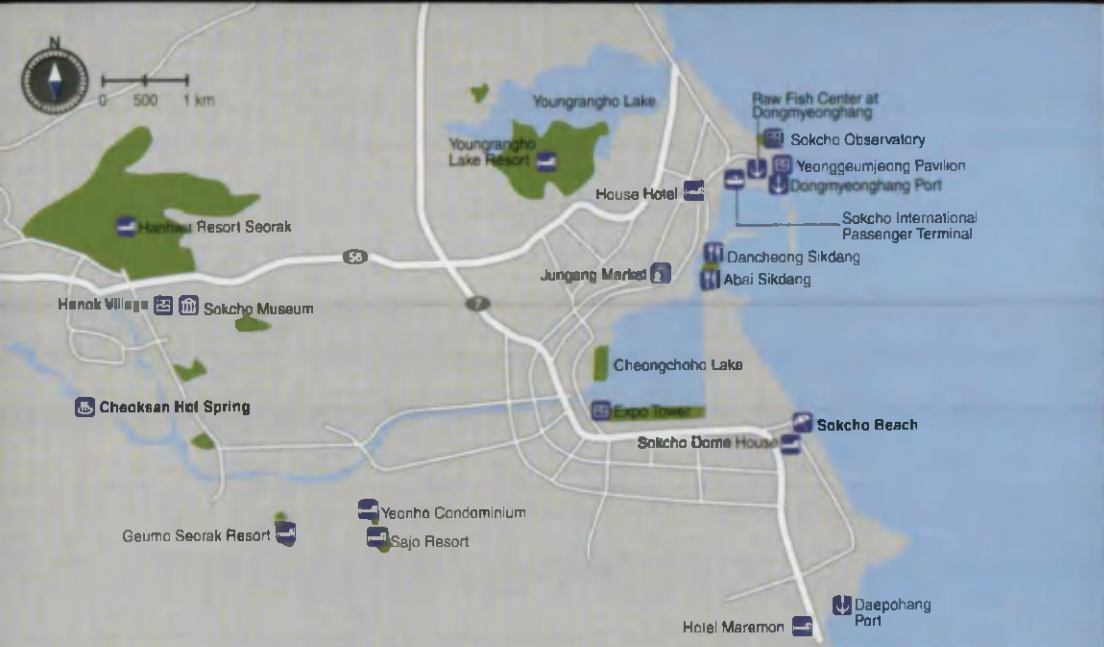 N
0 500 1 km
Youngrangho Lake
Raw Fish Center at
Dongmyeonghang
Sokcho Observatory
Youngrangho
Lake Resort
Yeonggeumjeong Pavilion
Dongmyeonghang Port
House Hotel
Sokcho International
Passenger Terminal
Hanhwa Resort Seorak
56
Dancheong Sikdang
Jungang Market
Abai Sikdang
Hanok Village
Sokcho Museum
7
Cheongchoho Lake
Cheoksan Hot Spring
Expo Tower
Sokcho Beach
Sokcho Dome House
Yeonho Condominium
Geumo Seorak Resort
Sajo Resort
Daepohang
Port
Hotel Maremon